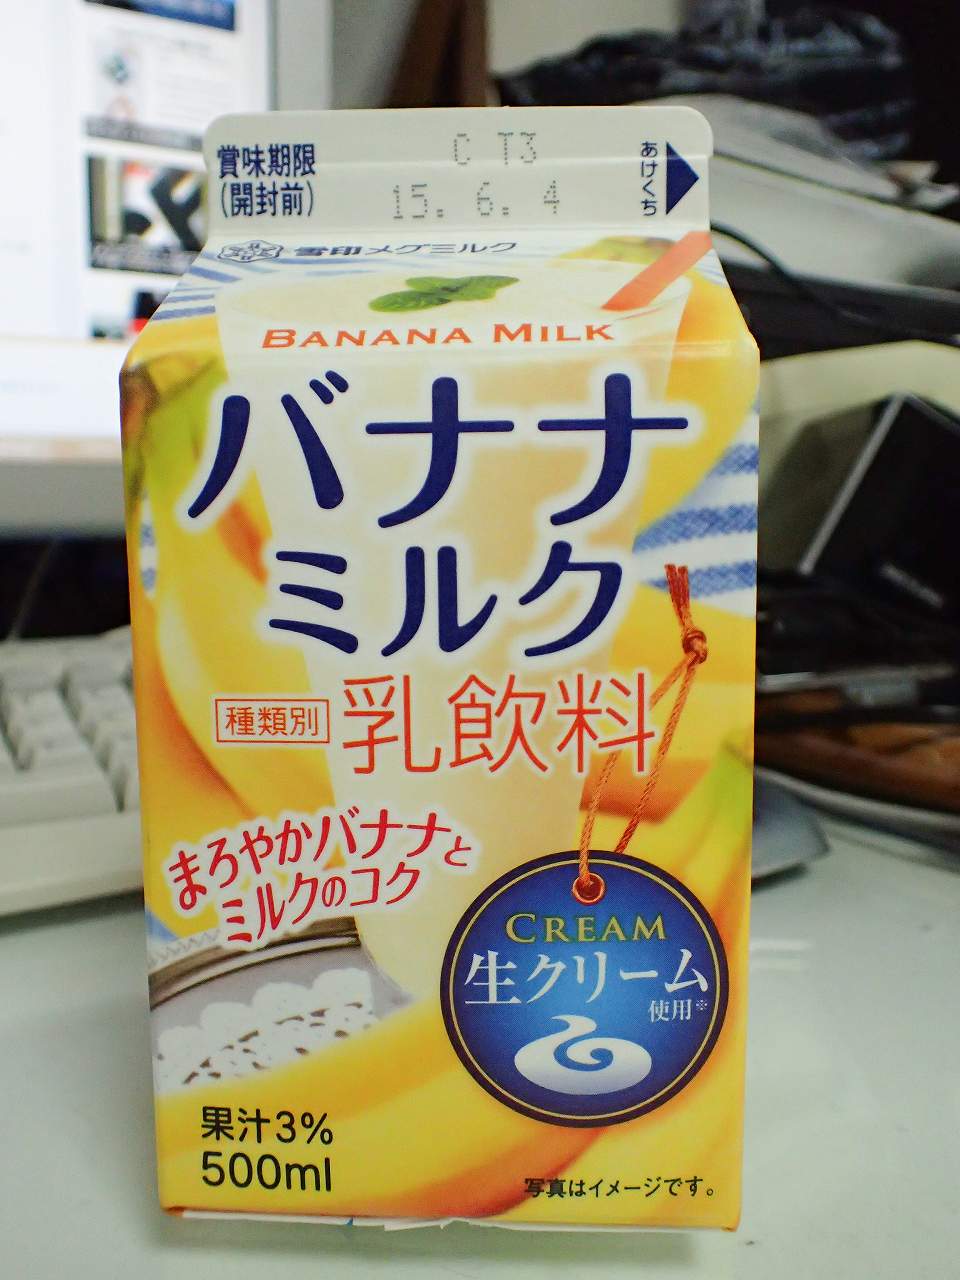 賞味期限
(開封前)
C T3
15. 6. 4
あけくち
雪印メグミルク
BANANA MILK
バナナ
ミルク
種類別 乳飲料
まろやかバナナと
ミルクのコク
CREAM
生クリーム
使用※
果汁3%
500ml
写真はイメージです。